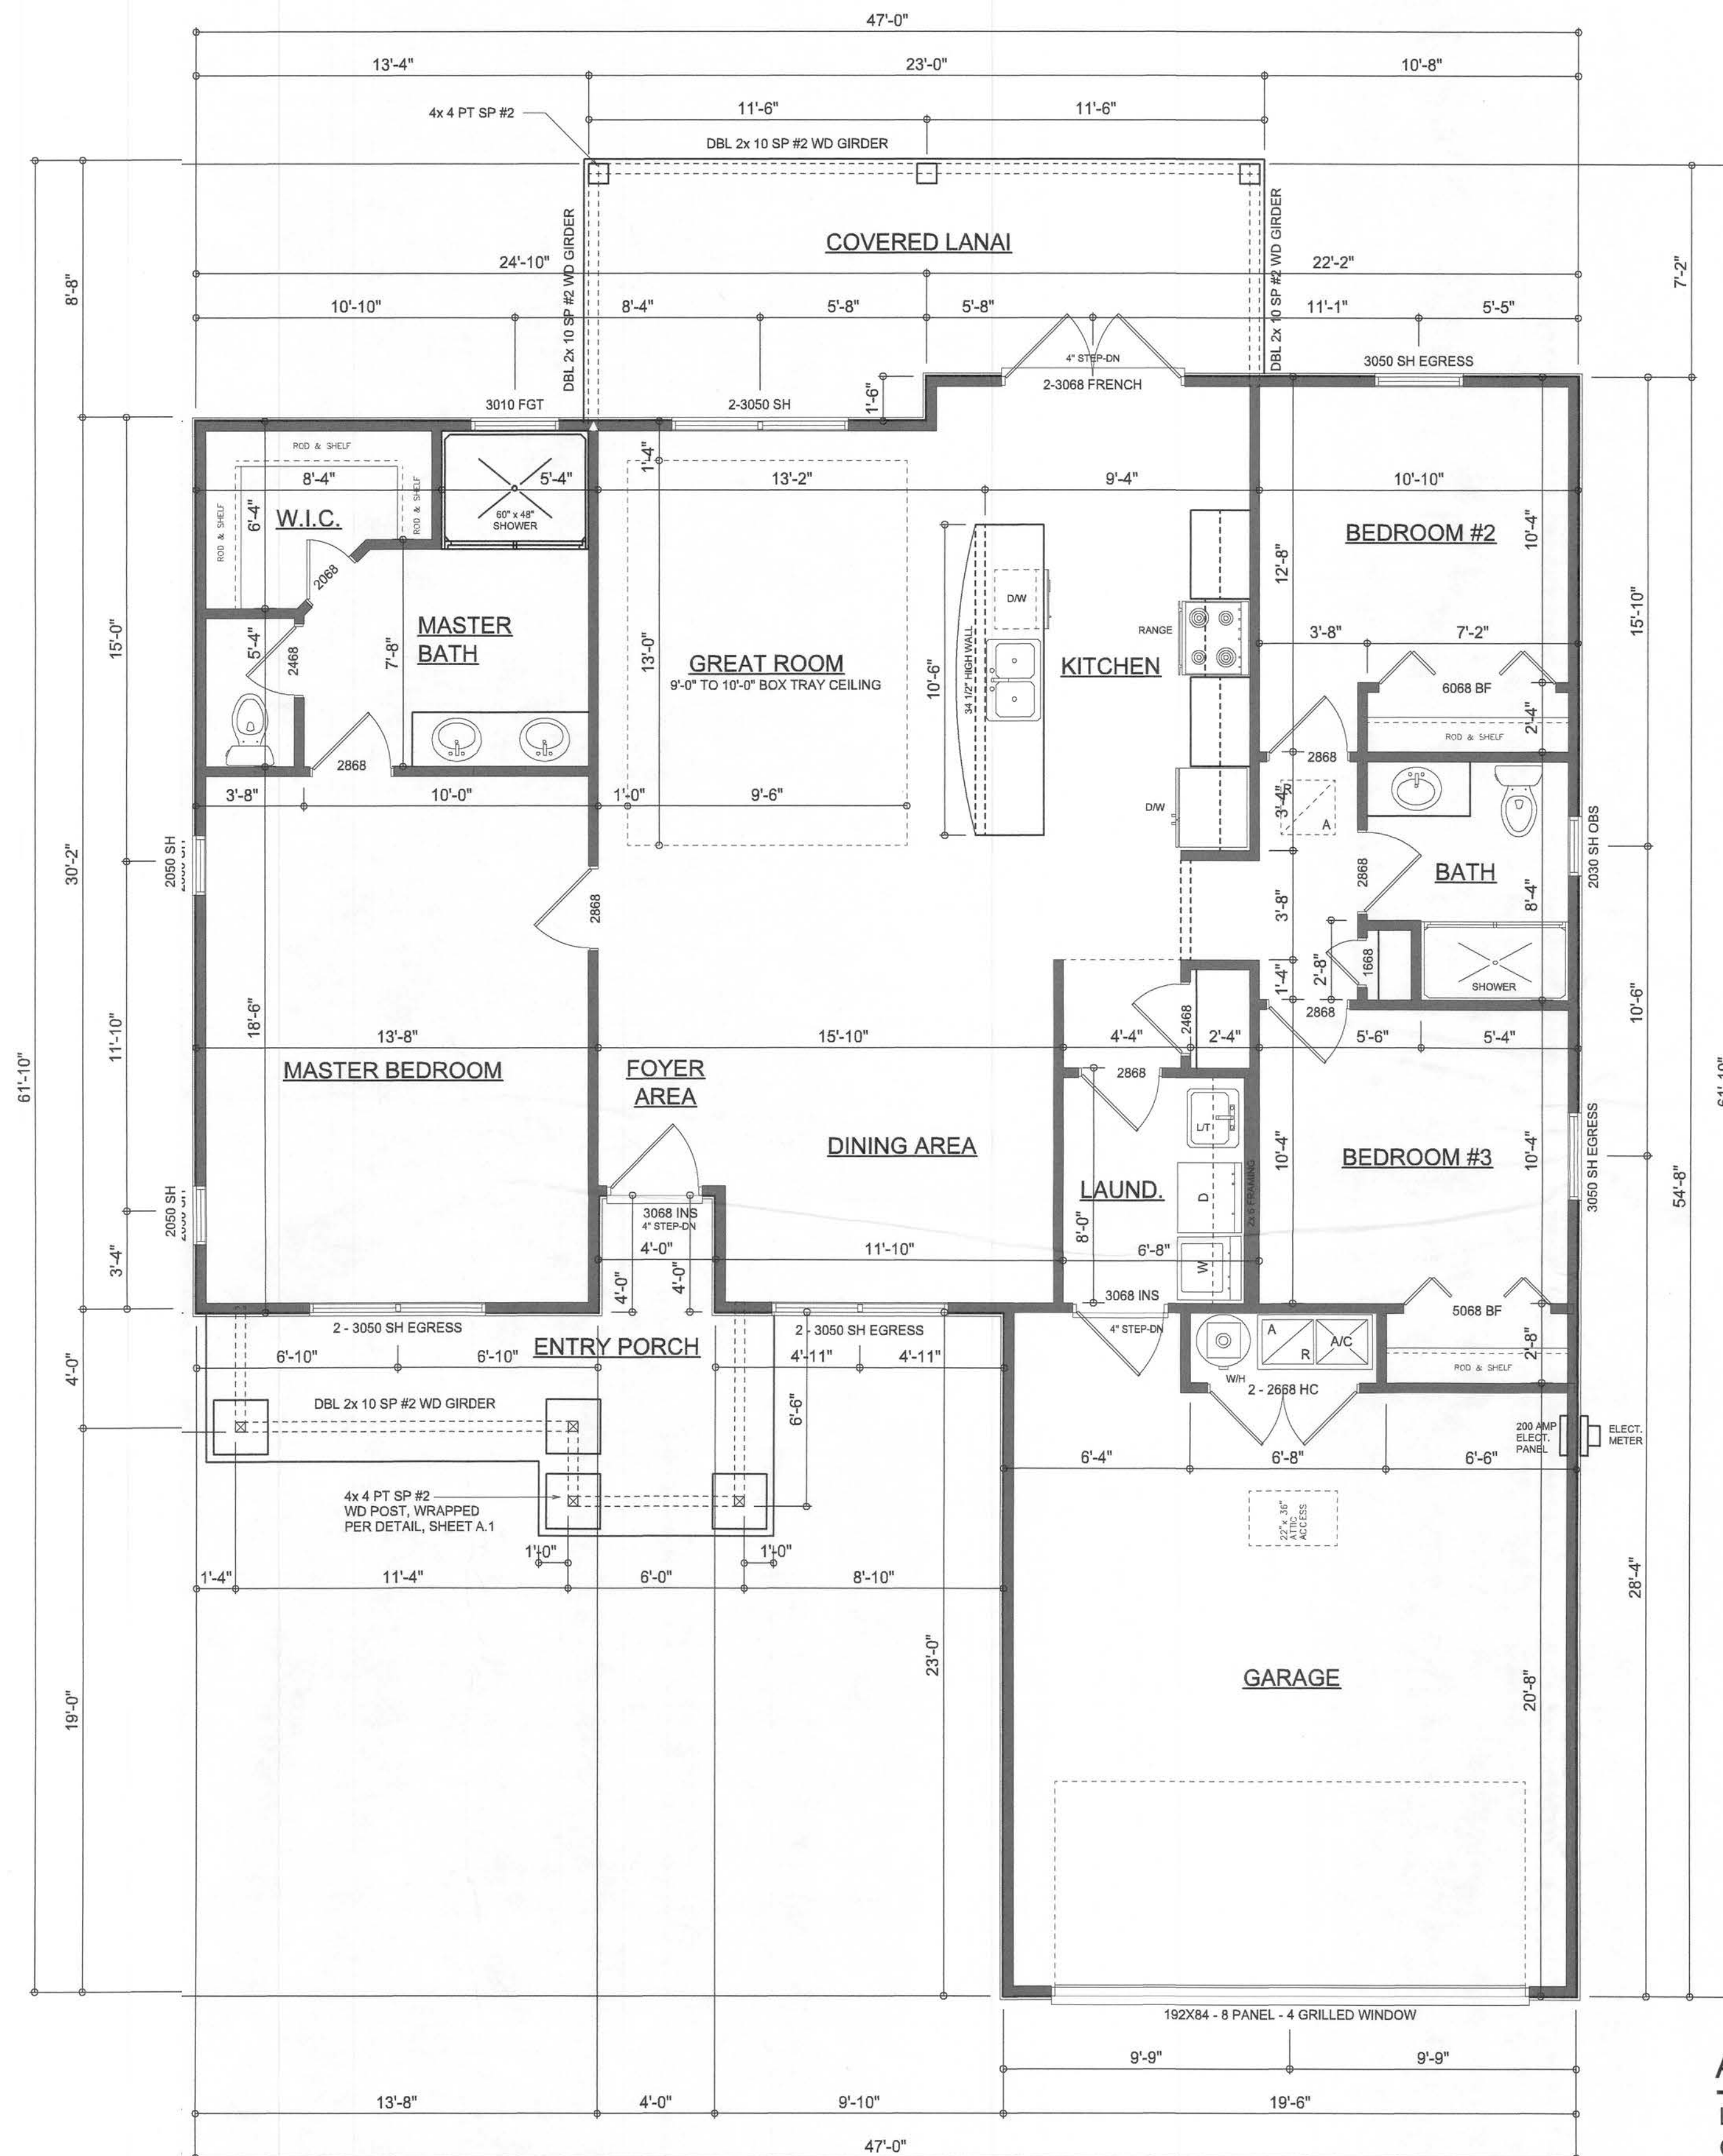 47'-0"
13'-4"
23'-0"
10'-8"
4x 4 PT SP #2
11'-6"
11'-6"
DBL 2x 10 SP #2 WD GIRDER
DBL 2x 10 SP #2 WD GIRDER
DBL 2x 10 SP #2 WD GIRDER
COVERED LANAI
8'-8"
7'-2"
24'-10"
22'-2"
10'-10"
8'-4"
5'-8"
5'-8"
11'-1"
5'-5"
4" STEP-DN
2-3068 FRENCH
3050 SH EGRESS
3010 FGT
2-3050 SH
1'-6"
ROD & SHELF
ROD & SHELF
ROD & SHELF
8'-4"
6'-4"
W.I.C.
5'-4"
60" x 48"
SHOWER
1'-4"
13'-2"
9'-4"
10'-10"
BEDROOM #2
10'-4"
12'-8"
2068
D/W
15'-0"
15'-10"
5'-4"
2468
7'-8"
MASTER
BATH
GREAT ROOM
9'-0" TO 10'-0" BOX TRAY CEILING
13'-0"
10'-6"
34 1/2" HIGH WALL
KITCHEN
RANGE
3'-8"
7'-2"
6068 BF
2'-4"
ROD & SHELF
2868
2868
3'-8"
10'-0"
1'-0"
9'-6"
D/W
3'-4"
R
A
30'-2"
2050 SH
2868
2868
BATH
8'-4"
2030 SH OBS
3'-8"
1'-4"
2'-8"
1668
SHOWER
2868
11'-10"
61'-10"
18'-6"
13'-8"
15'-10"
4'-4"
2468
2'-4"
5'-6"
5'-4"
10'-6"
MASTER BEDROOM
FOYER
AREA
2868
L/T
DINING AREA
LAUND.
D
W
2x 6 FRAMING
10'-4"
BEDROOM #3
10'-4"
3050 SH EGRESS
54'-8"
2050 SH
3'-4"
3068 INS
4" STEP-DN
4'-0"
4'-0"
4'-0"
11'-10"
8'-0"
6'-8"
3068 INS
4" STEP-DN
5068 BF
2'-8"
ROD & SHELF
2 - 3050 SH EGRESS
2 - 3050 SH EGRESS
6'-10"
6'-10"
ENTRY PORCH
4'-11"
4'-11"
W/H
A
R
A/C
2 - 2668 HC
4'-0"
DBL 2x 10 SP #2 WD GIRDER
6'-6"
200 AMP
ELECT.
PANEL
ELECT.
METER
6'-4"
6'-8"
6'-6"
4x 4 PT SP #2
WD POST, WRAPPED
PER DETAIL, SHEET A.1
22" x 36"
ATTIC
ACCESS
1'-0"
1'-0"
1'-4"
11'-4"
6'-0"
8'-10"
28'-4"
19'-0"
23'-0"
GARAGE
20'-8"
192X84 - 8 PANEL - 4 GRILLED WINDOW
9'-9"
9'-9"
13'-8"
4'-0"
9'-10"
19'-6"
47'-0"